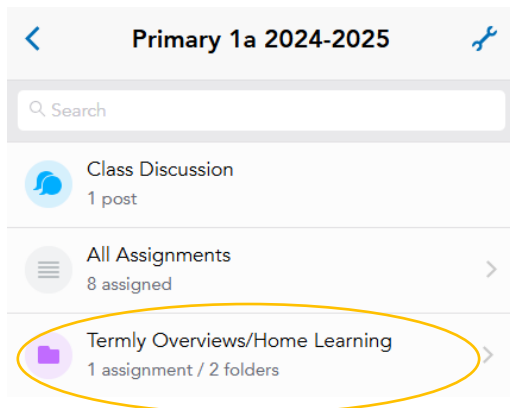 Primary 1a 2024-2025
Search
Class Discussion
1 post
All Assignments
8 assigned
Termly Overviews/Home Learning
1 assignment / 2 folders